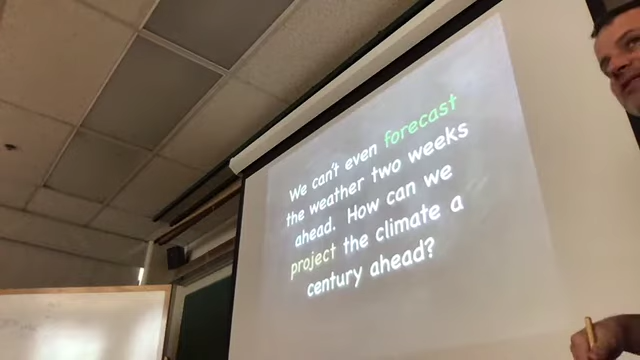 We can't even forecast
the weather two weeks
ahead. How can we
project the climate a
century ahead?